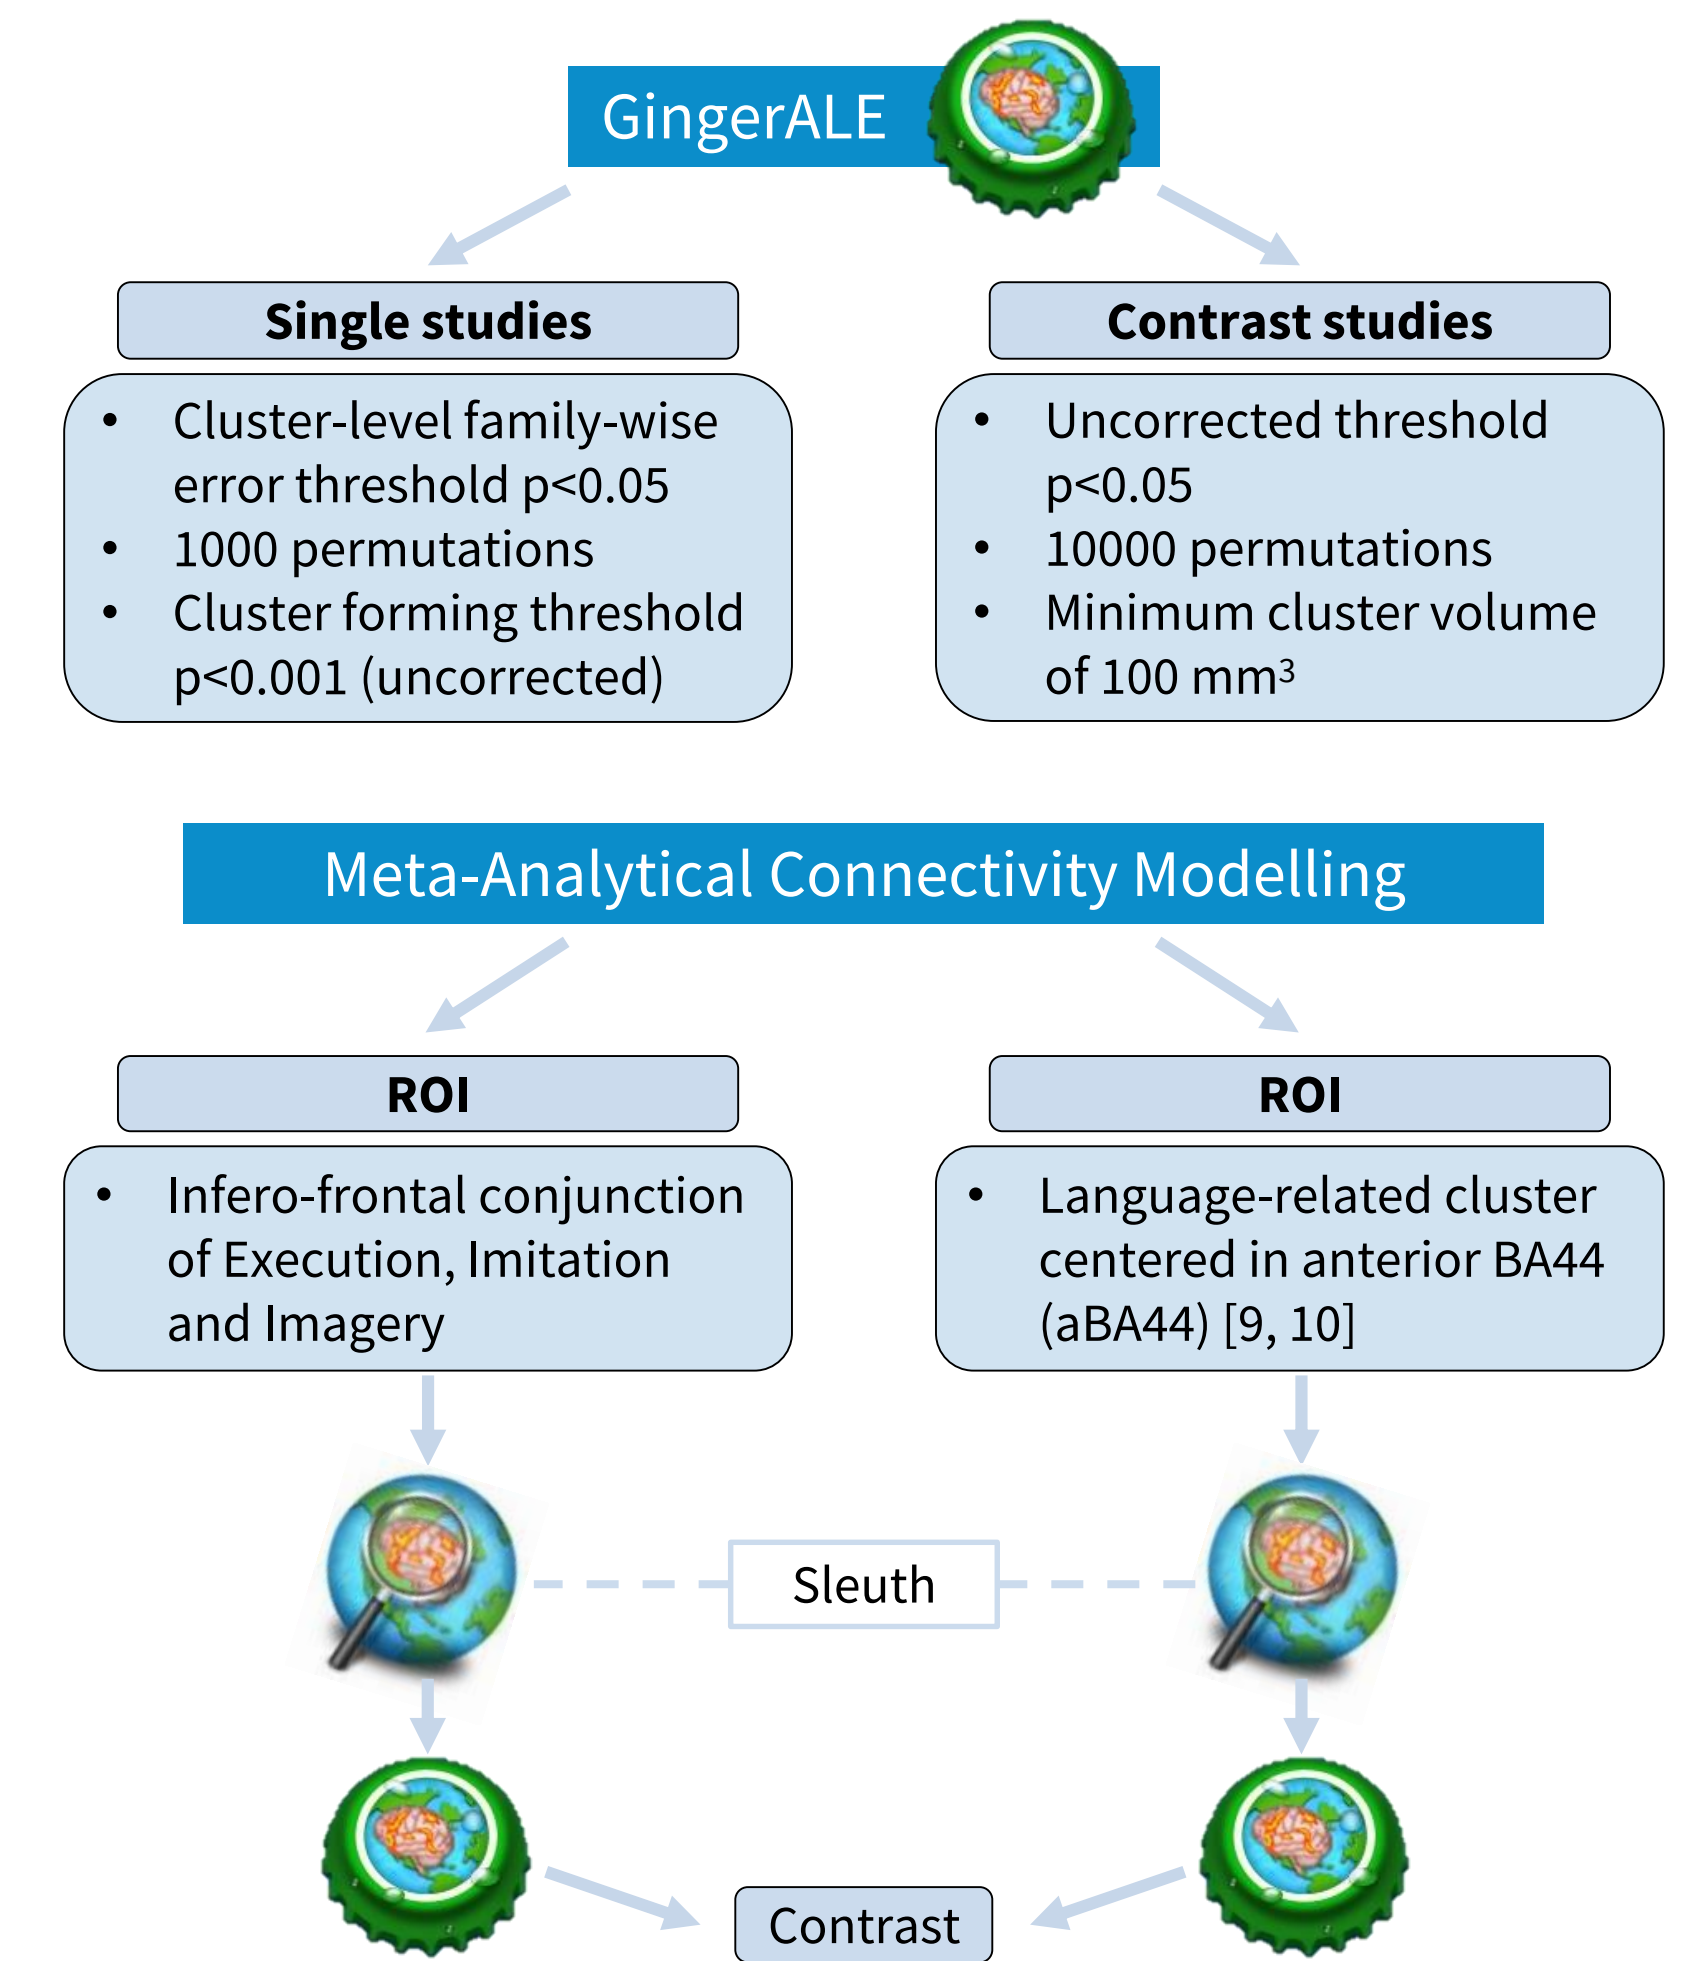 GingerALE
Single studies
• Cluster-level family-wise
error threshold p<0.05
• 1000 permutations
• Cluster forming threshold
p<0.001 (uncorrected)
Contrast studies
• Uncorrected threshold
p<0.05
• 10000 permutations
• Minimum cluster volume
of 100 mm³
Meta-Analytical Connectivity Modelling
ROI
• Infero-frontal conjunction
of Execution, Imitation
and Imagery
ROI
• Language-related cluster
centered in anterior BA44
(aBA44) [9, 10]
Sleuth
Contrast